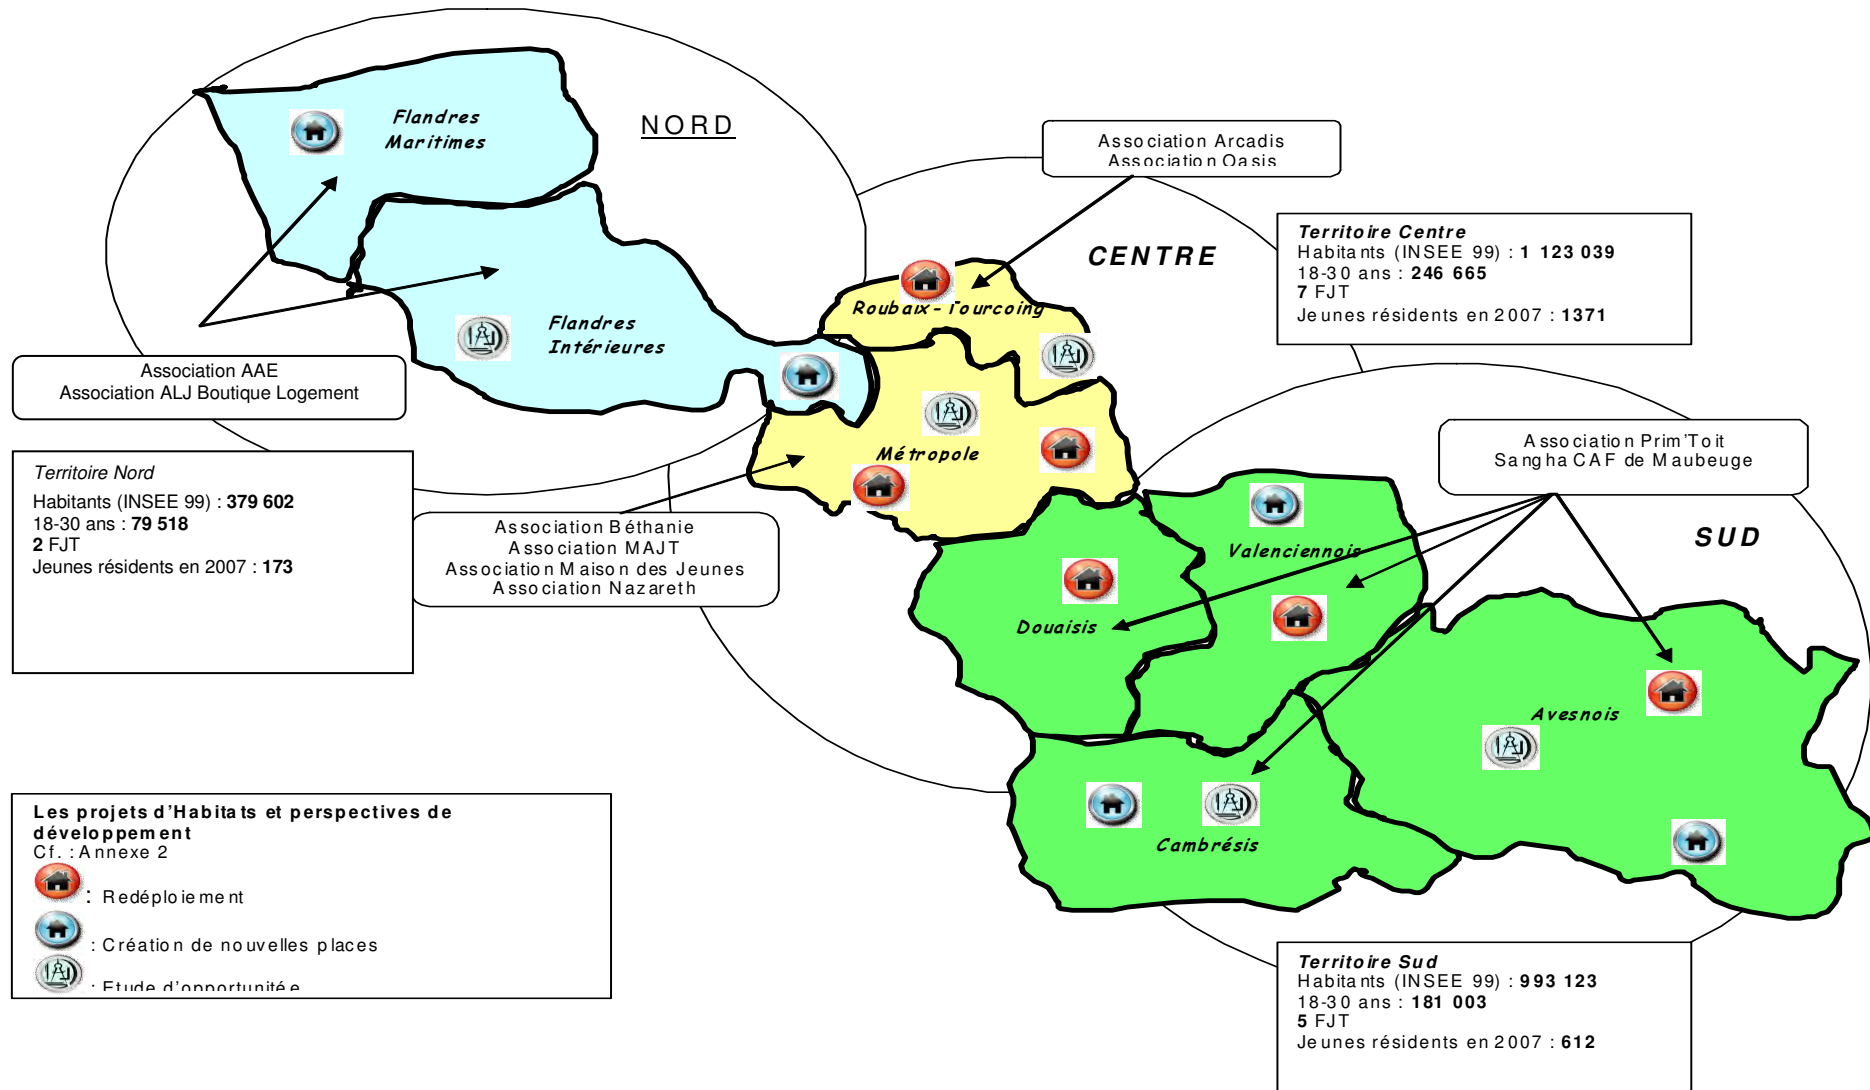 Flandres
Maritimes
NORD
Association Arcadis
Association Oasis
CENTRE
Territoire Centre
Habitants (INSEE 99) : 1 123 039
18-30 ans : 246 665
7 FJT
Jeunes résidents en 2007 : 1371
Roubaix-Tourcoing
Flandres
Intérieures
Association AAE
Association ALJ Boutique Logement
Métropole
Association Prim'Toit
Sangha CAF de Maubeuge
Territoire Nord
Habitants (INSEE 99) : 379 602
18-30 ans : 79 518
2 FJT
Jeunes résidents en 2007 : 173
Association Béthanie
Association MAJT
Association Maison des Jeunes
Association Nazareth
Valenciennois
SUD
Douaisis
Avesnois
Cambrésis
Les projets d'Habitats et perspectives de
développement
Cf. : Annexe 2
: Redéploiement
: Création de nouvelles places
: Etude d'opportunitée
Territoire Sud
Habitants (INSEE 99) : 993 123
18-30 ans : 181 003
5 FJT
Jeunes résidents en 2007 : 612